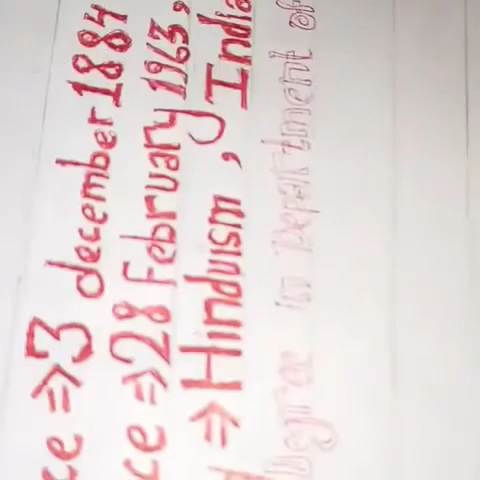 ce => 3 december 1884
ce => 28 February 1963,
=> Hinduism, India
Degree in Department of